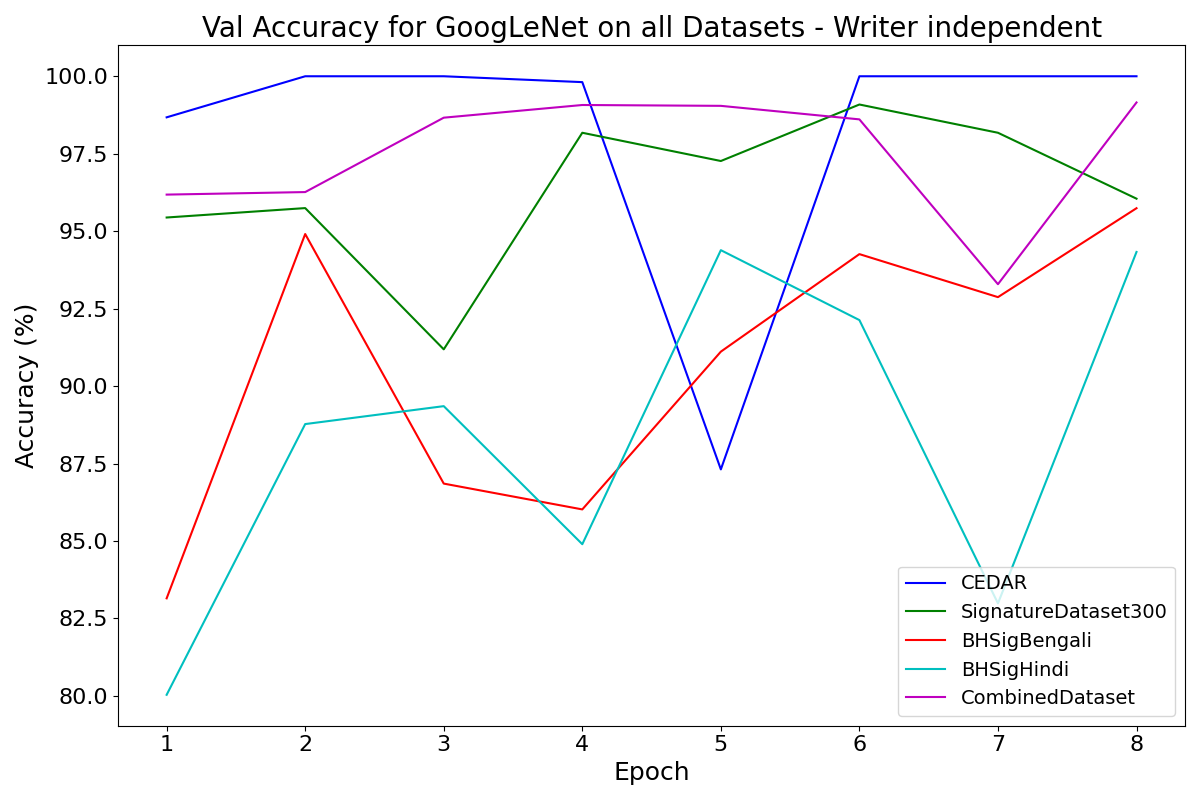 Val Accuracy for GoogLeNet on all Datasets - Writer independent
100.0
97.5
95.0
92.5
90.0
87.5
85.0
82.5
80.0
Accuracy (%)
CEDAR
SignatureDataset300
BHSigBengali
BHSigHindi
CombinedDataset
1 2 3 4 5 6 7 8
Epoch